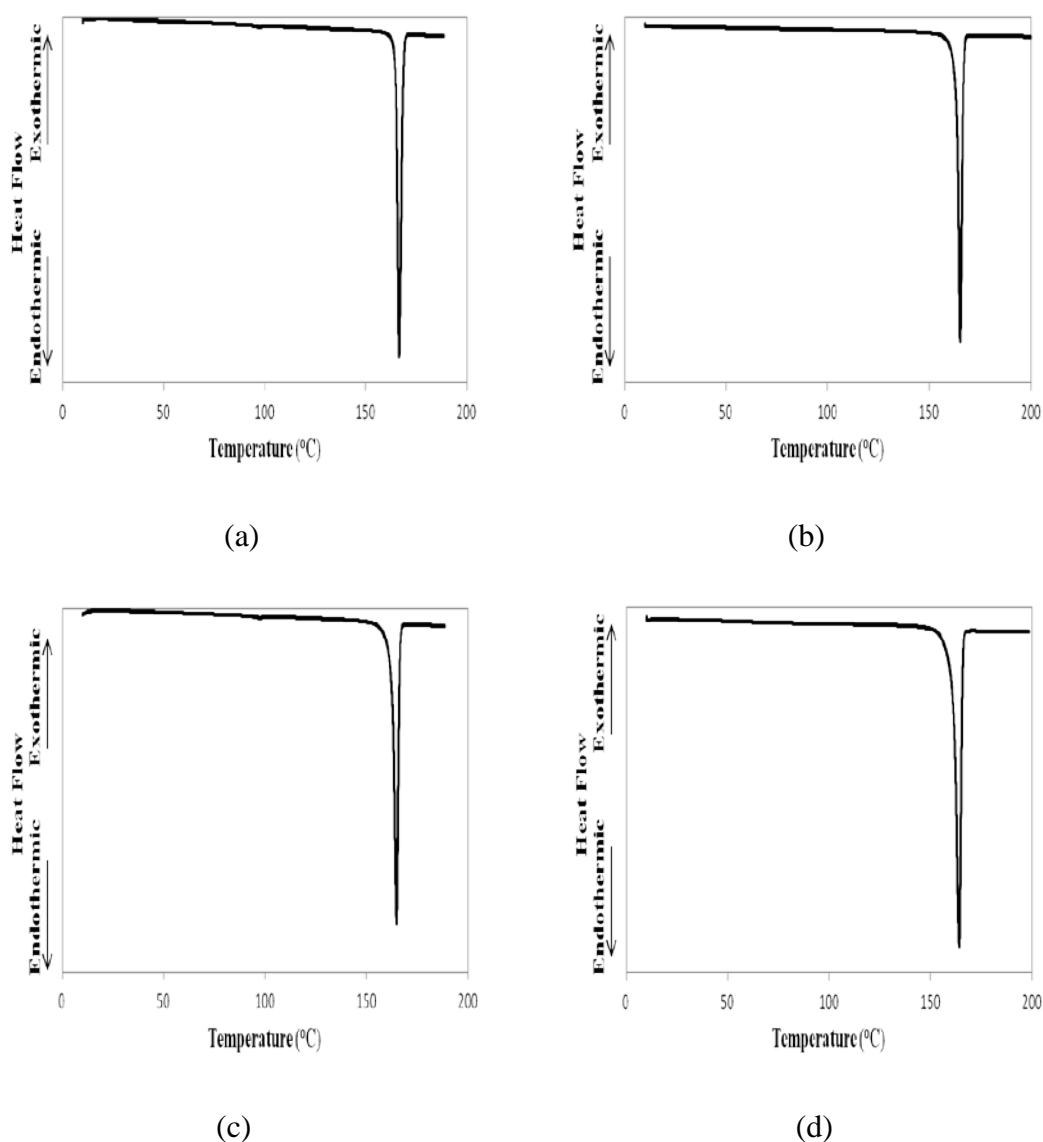 Heat Flow
Endothermic Exothermic
0 50 100 150 200
Temperature (°C)
(a)
Heat Flow
Endothermic Exothermic
0 50 100 150 200
Temperature (°C)
(b)
Heat Flow
Endothermic Exothermic
0 50 100 150 200
Temperature (°C)
(c)
Heat Flow
Endothermic Exothermic
0 50 100 150 200
Temperature (°C)
(d)